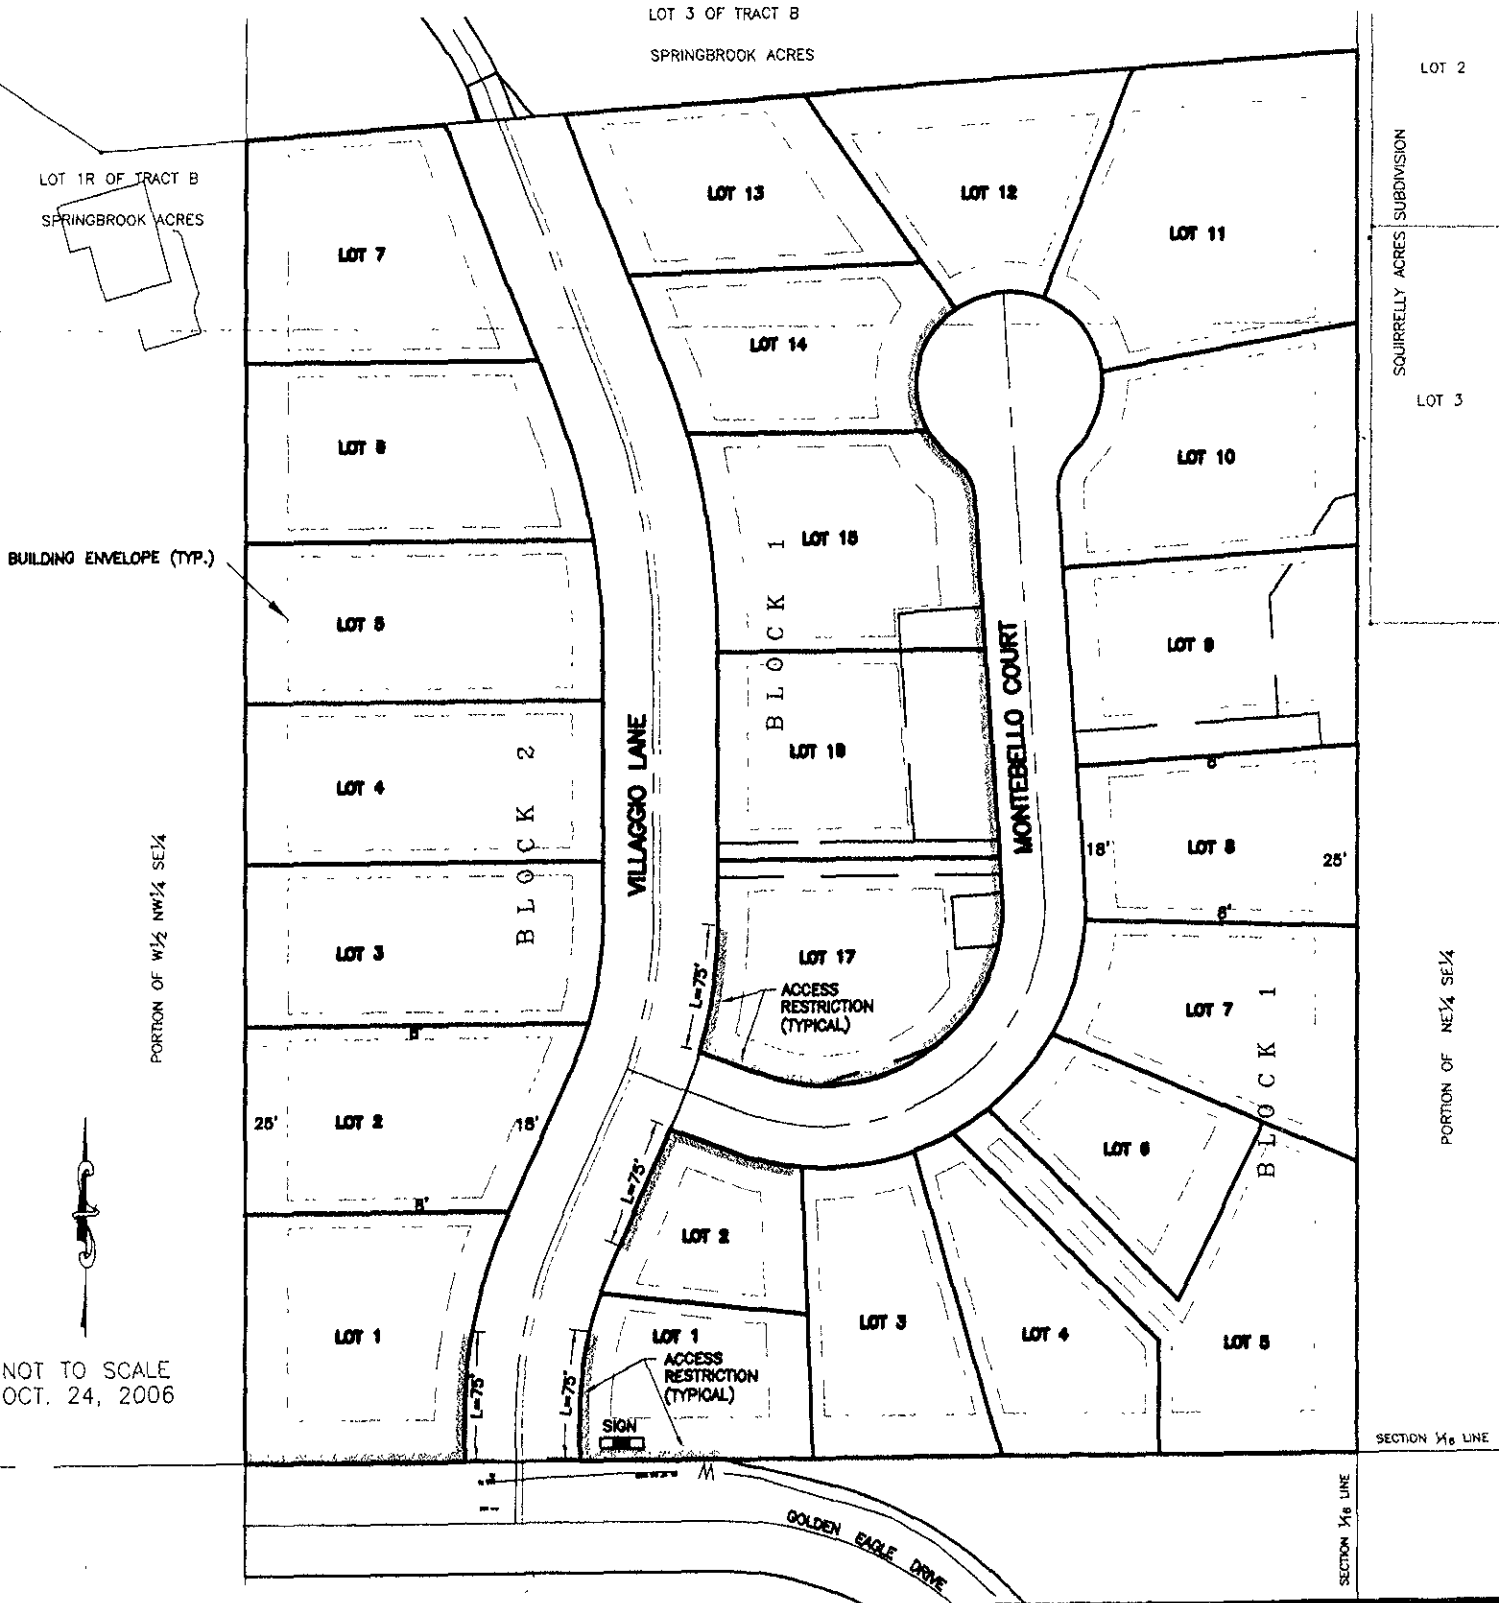 LOT 3 OF TRACT B
SPRINGBROOK ACRES
LOT 2
LOT 1R OF TRACT B
SPRINGBROOK ACRES
SQUIRRELLY ACRES SUBDIVISION
LOT 3
LOT 7
LOT 13
LOT 12
LOT 11
LOT 14
LOT 6
LOT 10
BUILDING ENVELOPE (TYP.)
LOT 5
LOT 15
LOT 9
BLOCK 1
MONTEBELLO COURT
VILLAGGIO LANE
LOT 4
LOT 16
BLOCK 2
8'
LOT 8
18'
25'
8'
PORTION OF W½ NW¼ SE¼
LOT 3
LOT 17
L=75'
ACCESS
RESTRICTION
(TYPICAL)
LOT 7
BLOCK 1
PORTION OF NE¼ SE¼
8'
25'
LOT 2
18'
8'
L=75'
LOT 6
LOT 2
LOT 1
LOT 1
LOT 3
LOT 4
LOT 5
ACCESS
RESTRICTION
(TYPICAL)
L=75'
L=75'
SIGN
NOT TO SCALE
OCT. 24, 2006
SECTION 1/16 LINE
SECTION 1/16 LINE
GOLDEN EAGLE DRIVE
W